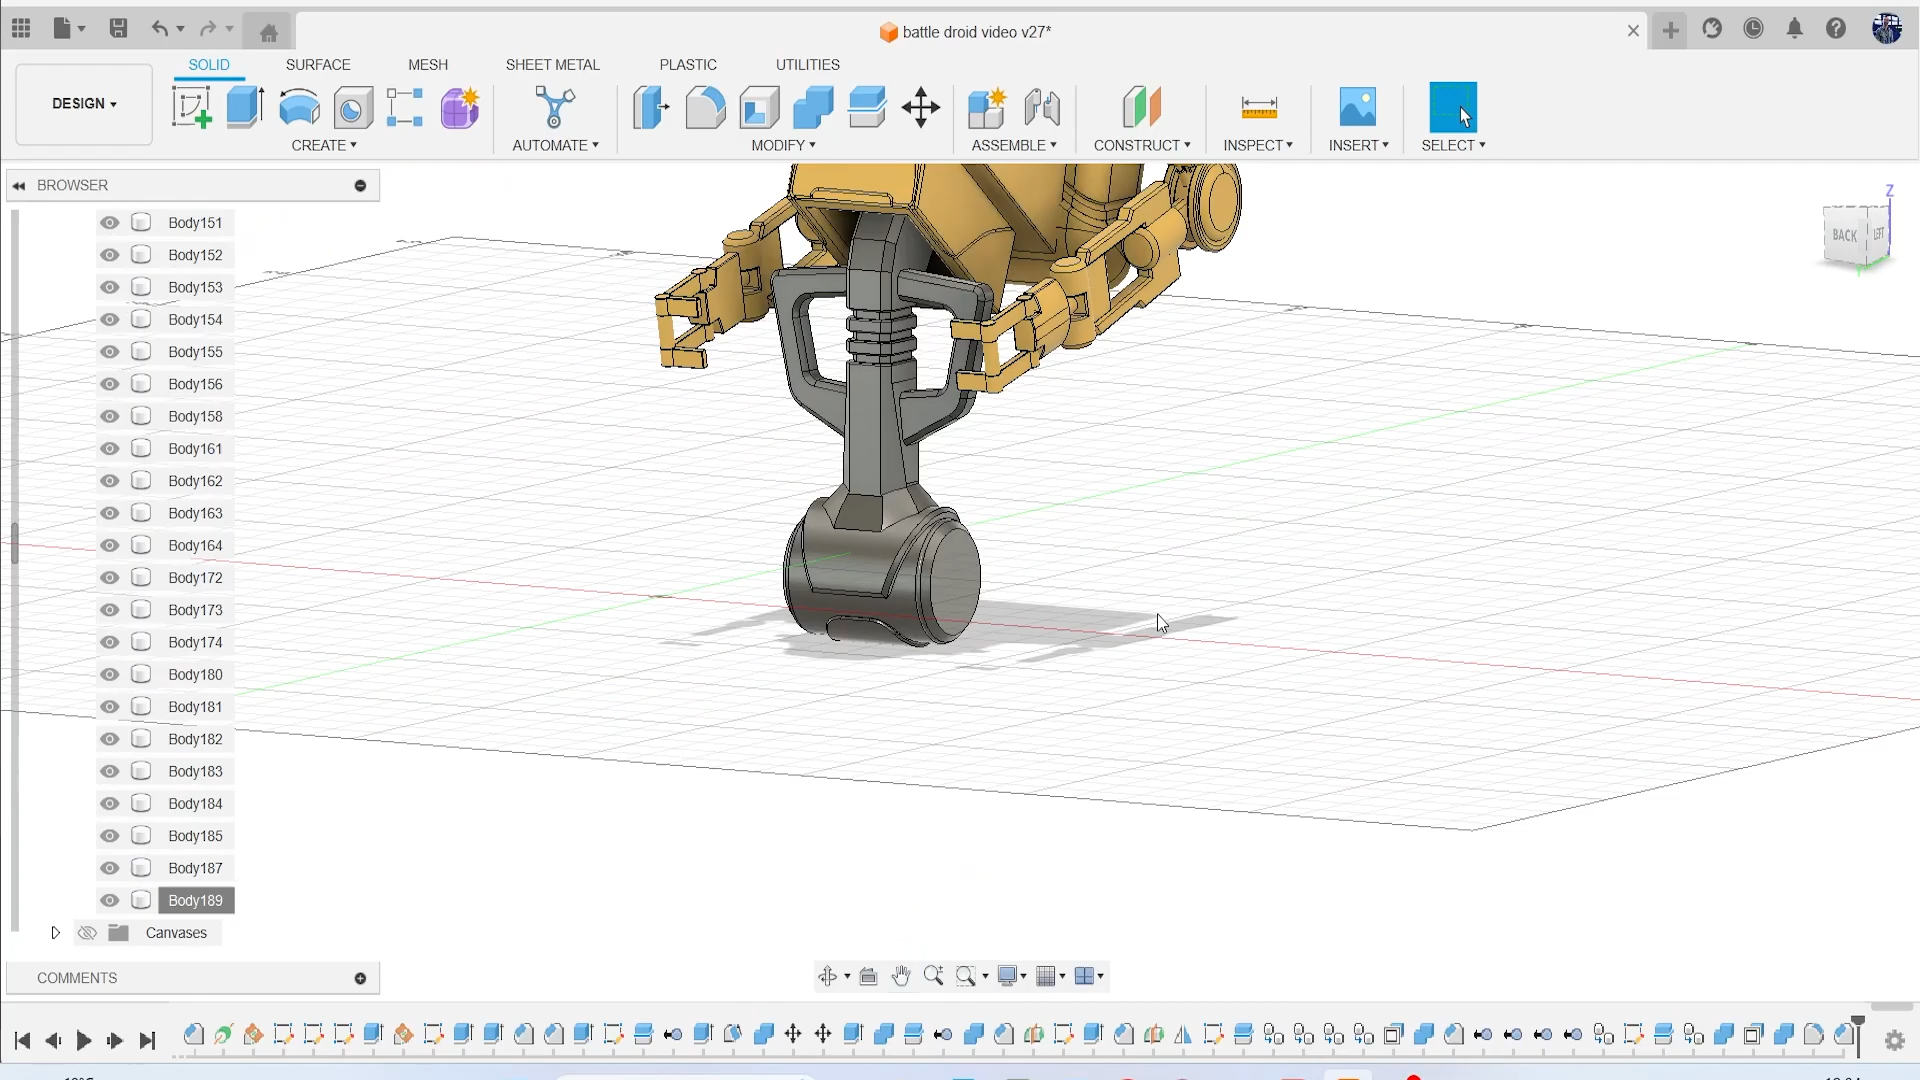 battle droid video v27*
SOLID
SURFACE
MESH
SHEET METAL
PLASTIC
UTILITIES
DESIGN
CREATE
AUTOMATE
MODIFY
ASSEMBLE
CONSTRUCT
INSPECT
INSERT
SELECT
BROWSER
Z
BACK
LEFT
Body151
Body152
Body153
Body154
Body155
Body156
Body158
Body161
Body162
Body163
Body164
Body172
Body173
Body174
Body180
Body181
Body182
Body183
Body184
Body185
Body187
Body189
Canvases
COMMENTS